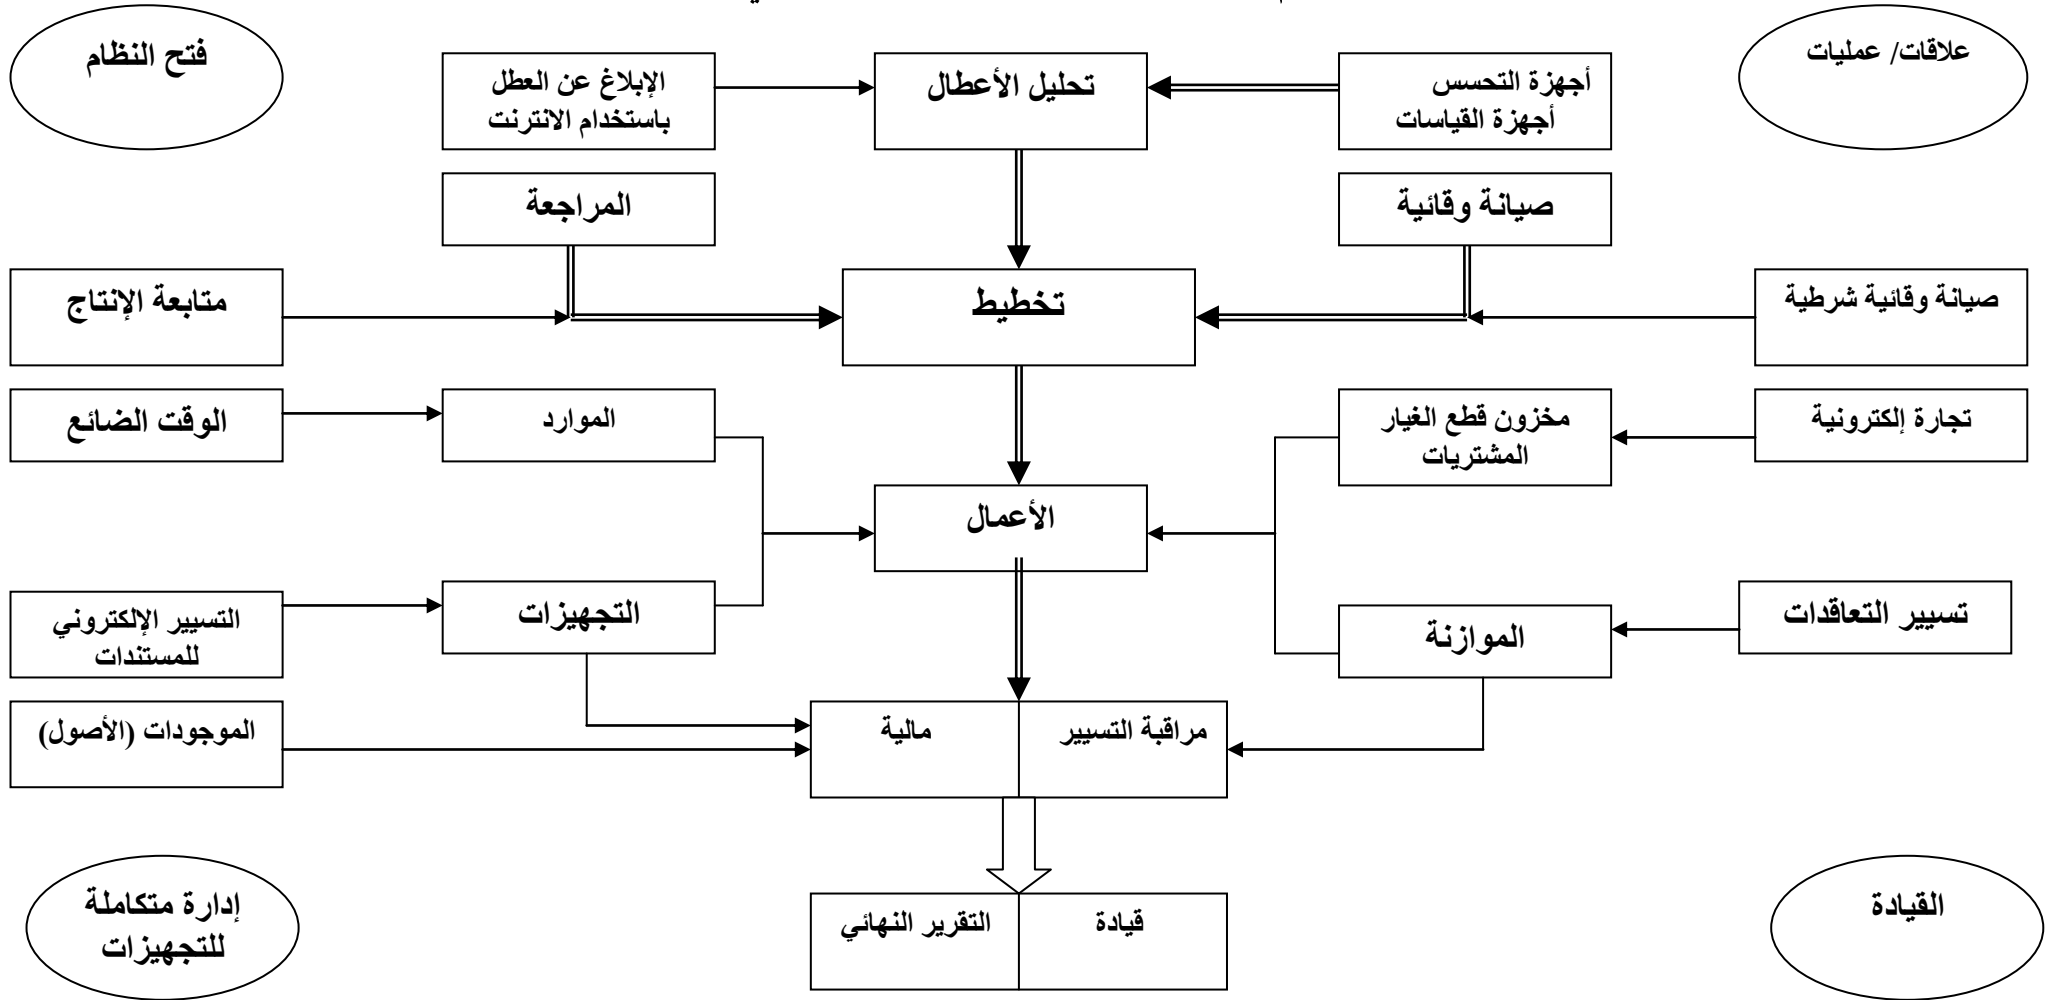 علاقات/ عمليات
فتح النظام
أجهزة التحسس
أجهزة القياسات
تحليل الأعطال
الإبلاغ عن العطل
باستخدام الانترنت
صيانة وقائية
المراجعة
صيانة وقائية شرطية
تخطيط
متابعة الإنتاج
تجارة إلكترونية
مخزون قطع الغيار
المشتريات
الموارد
الوقت الضائع
الأعمال
تسيير التعاقدات
الموازنة
التجهيزات
التسيير الإلكتروني
للمستندات
مراقبة التسيير
مالية
الموجودات (الأصول)
القيادة
قيادة
التقرير النهائي
إدارة متكاملة
للتجهيزات